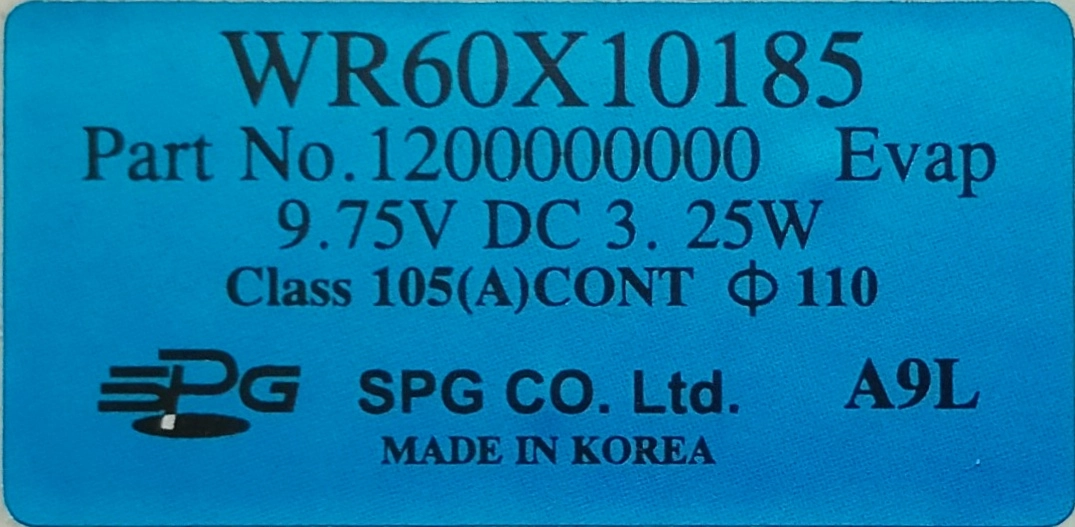 WR60X10185
Part No.1200000000 Evap
9.75V DC 3. 25W
Class 105(A)CONT Φ 110
SPG SPG CO. Ltd. A9L
MADE IN KOREA